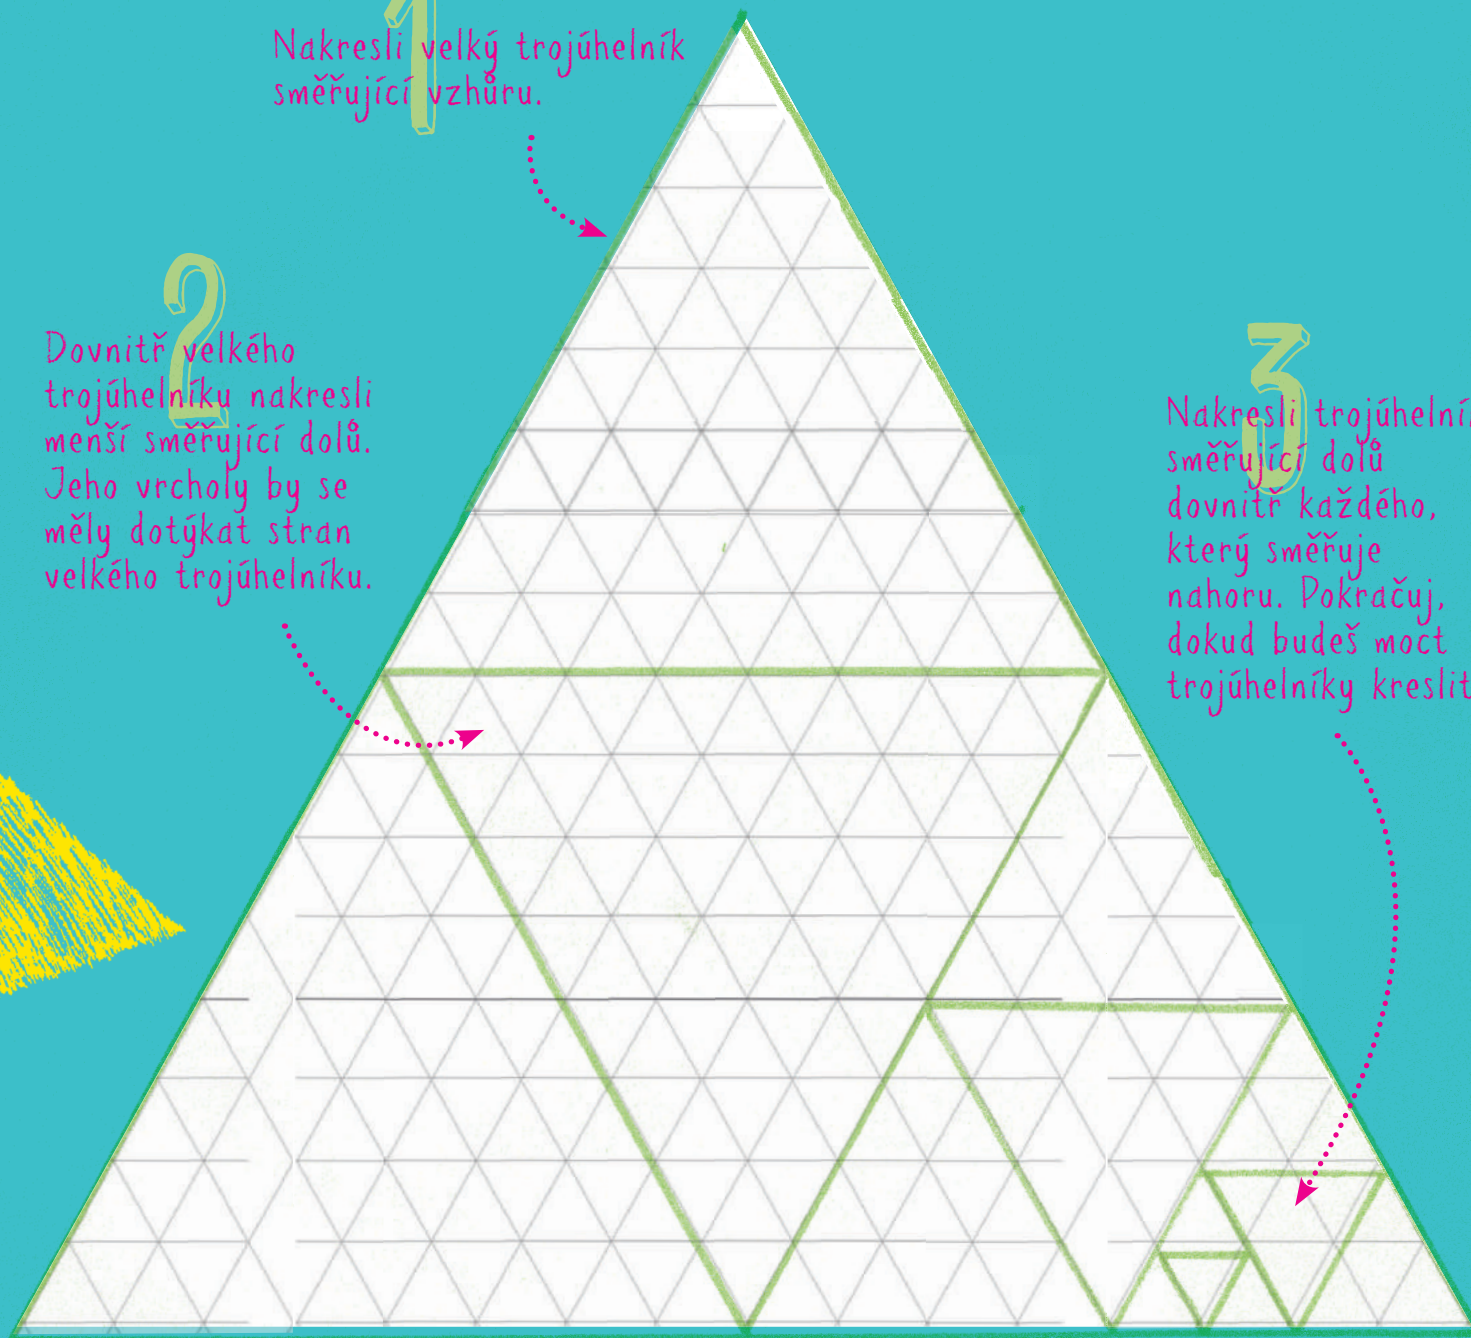 1
Nakresli velký trojúhelník
směřující vzhůru.
2
Dovnitř velkého
trojúhelníku nakresli
menší směřující dolů.
Jeho vrcholy by se
měly dotýkat stran
velkého trojúhelníku.
3
Nakresli trojúhelní
směřující dolů
dovnitř každého,
který směřuje
nahoru. Pokračuj,
dokud budeš moct
trojúhelníky kreslit